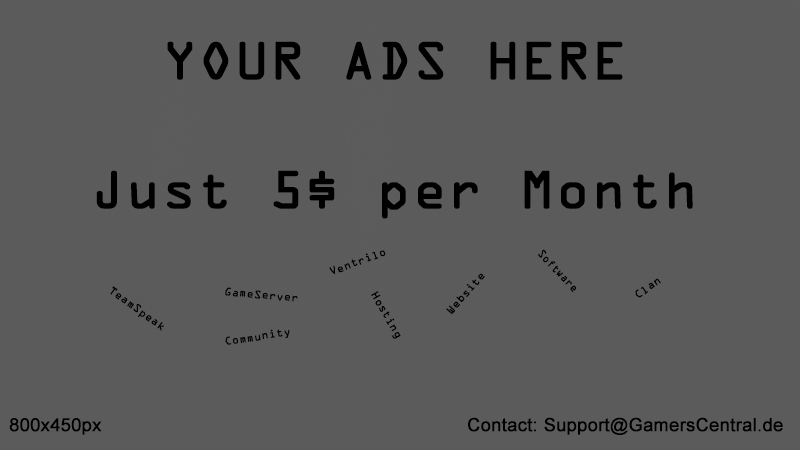 YOUR ADS HERE
Just 5$ per Month
Ventrilo
Software
TeamSpeak
GameServer
Hosting
Website
Clan
Community
800x450px
Contact: Support@GamersCentral.de